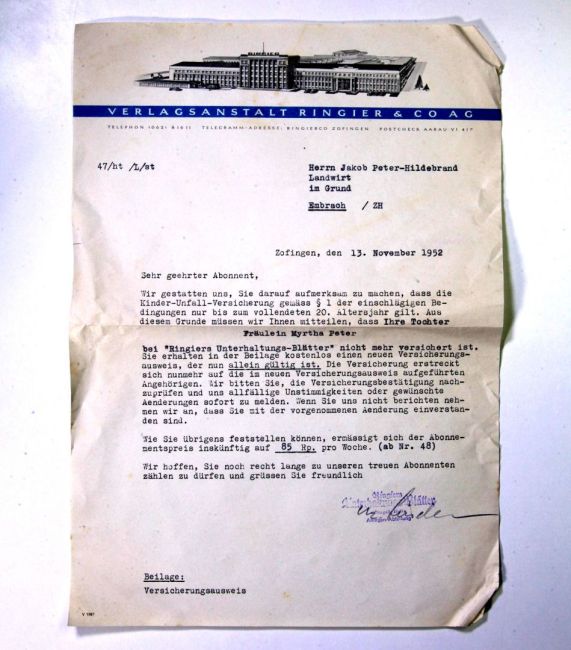 RINGIER
VERLAGSANSTALT RINGIER & CO AG
TELEPHON (062) 81611 TELEGRAMM-ADRESSE: RINGIERCO ZOFINGEN POSTCHECK AARAU VI 417
47/ht /L/st
Herrn Jakob Peter-Hildebrand
Landwirt
im Grund
Embrach / ZH
Zofingen, den 13. November 1952
Sehr geehrter Abonnent,
Wir gestatten uns, Sie darauf aufmerksam zu machen, dass die
Kinder-Unfall-Versicherung gemäss § 1 der einschlägigen Be-
dingungen nur bis zum vollendeten 20. Altersjahr gilt. Aus
diesem Grunde müssen wir Ihnen mitteilen, dass Ihre Tochter
Fräulein Myrtha Peter
bei "Ringiers Unterhaltungs-Blätter" nicht mehr versichert ist.
Sie erhalten in der Beilage kostenlos einen neuen Versicherungs-
ausweis, der nun allein gültig ist. Die Versicherung erstreckt
sich nunmehr auf die im neuen Versicherungsausweis aufgeführten
Angehörigen. Wir bitten Sie, die Versicherungsbestätigung nach-
zuprüfen und uns allfällige Unstimmigkeiten oder gewünschte
Aenderungen sofort zu melden. Wenn Sie uns nicht berichten neh-
men wir an, dass Sie mit der vorgenommenen Aenderung einverstan-
den sind.
Wie Sie übrigens feststellen können, ermässigt sich der Abonne-
mentspreis inskünftig auf 85 Rp. pro Woche. (ab Nr. 48)
Wir hoffen, Sie noch recht lange zu unseren treuen Abonnenten
zählen zu dürfen und grüssen Sie freundlich
Ringiers
Unterhaltungs-Blätter
Beilage:
Versicherungsausweis